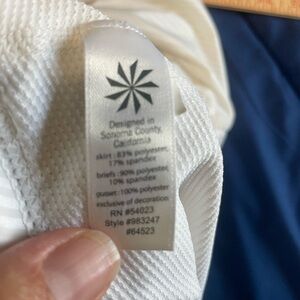 Designed in
Sonoma County,
California
skirt: 83% polyester,
17% spandex
briefs: 90% polyester,
10% spandex
gusset: 100% polyester
exclusive of decoration
RN #54023
Style #983247
#64523